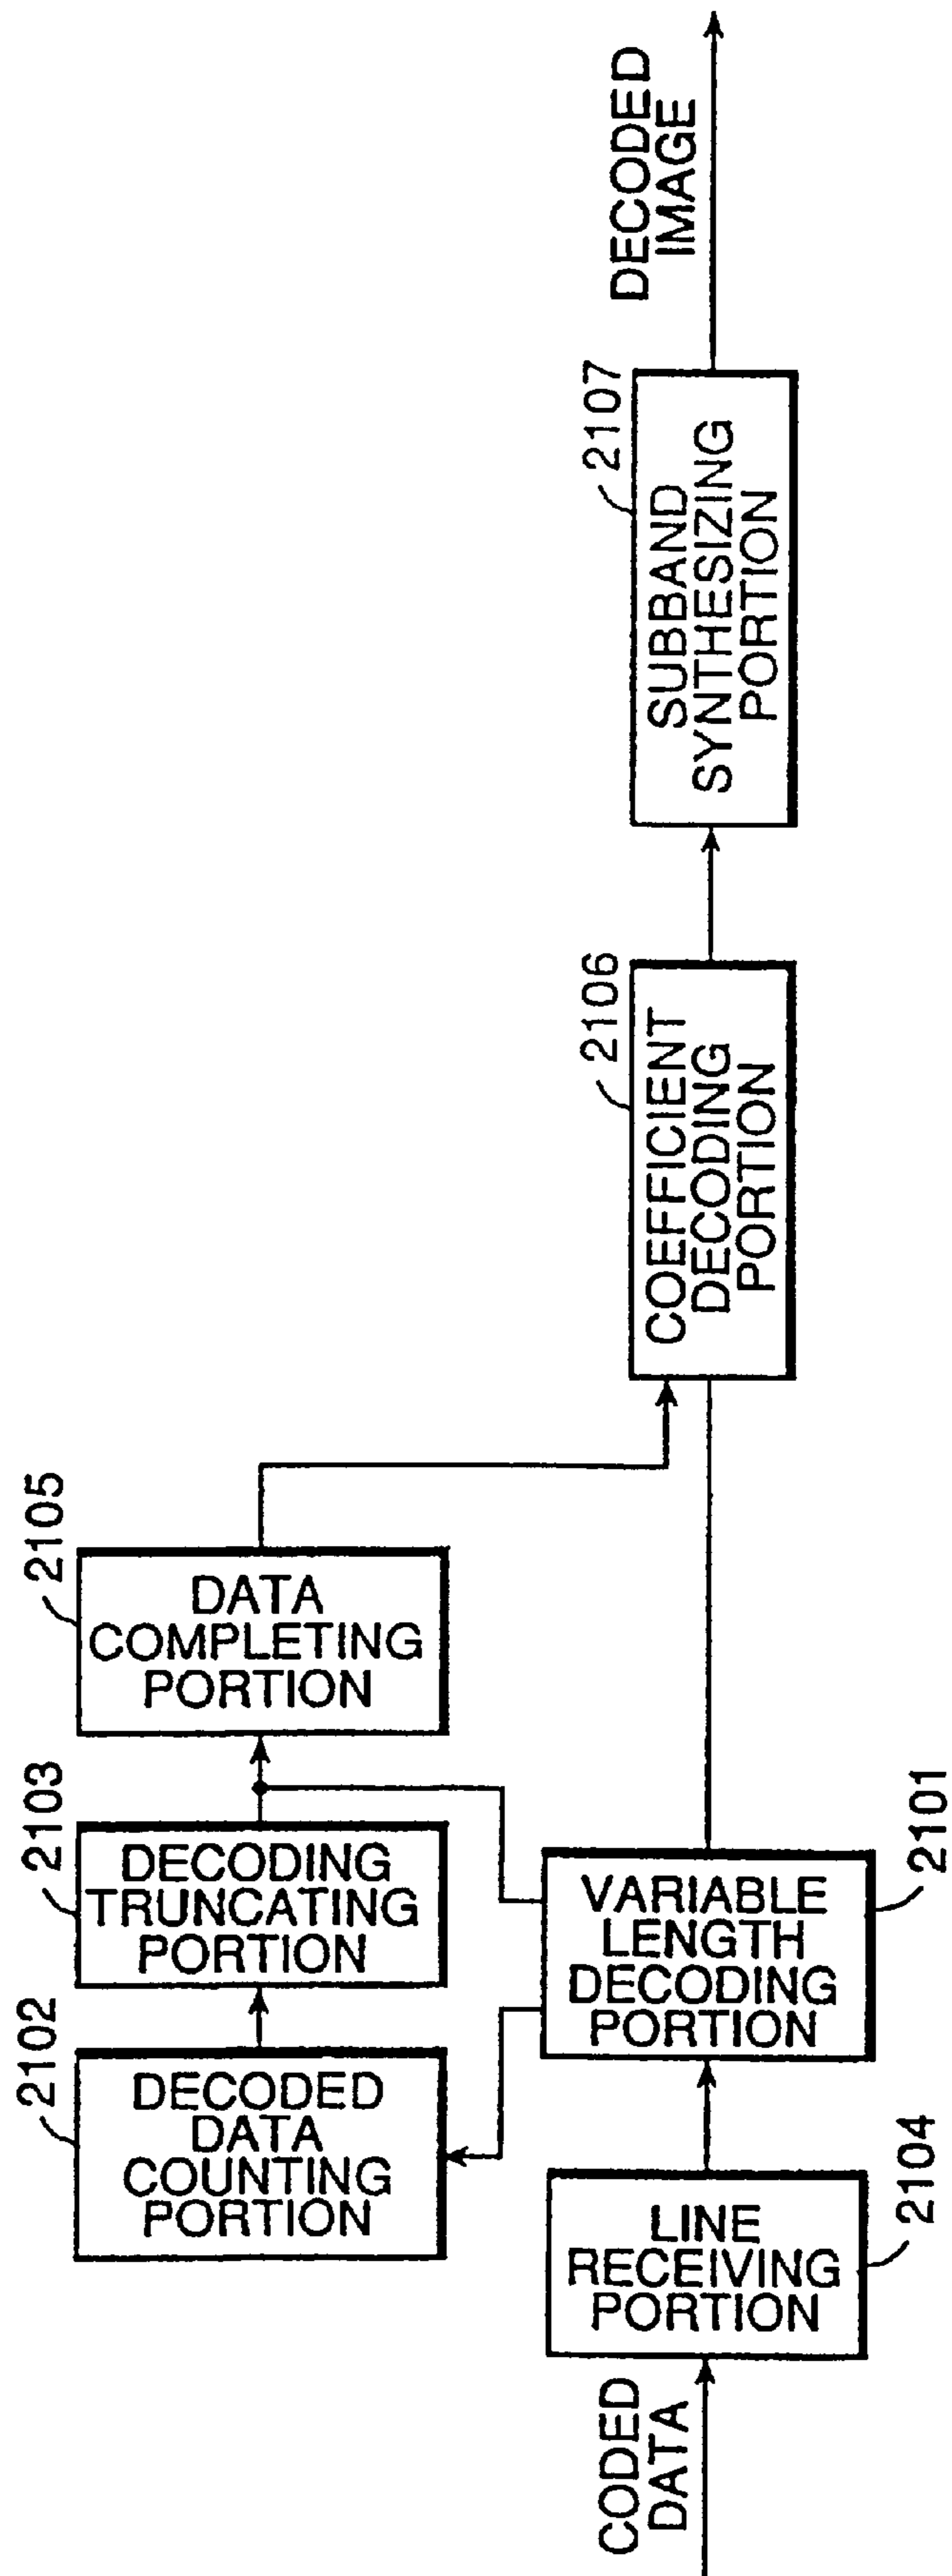 2102
DECODED
DATA
COUNTING
PORTION
2103
DECODING
TRUNCATING
PORTION
2105
DATA
COMPLETING
PORTION
CODED
DATA
LINE
RECEIVING
PORTION
2104
VARIABLE
LENGTH
DECODING
PORTION
2101
2106
COEFFICIENT
DECODING
PORTION
2107
SUBBAND
SYNTHESIZING
PORTION
DECODED
IMAGE